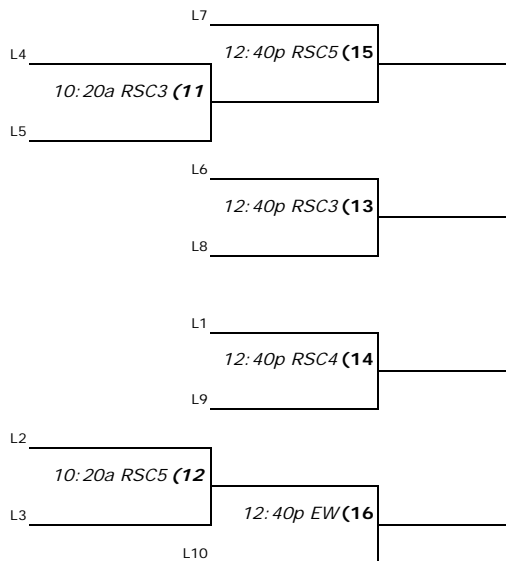 L7
12:40p RSC5 (15
L4
10:20a RSC3 (11
L5
L6
12:40p RSC3 (13
L8
L1
12:40p RSC4 (14
L9
L2
10:20a RSC5 (12
L3
12:40p EW (16
L10